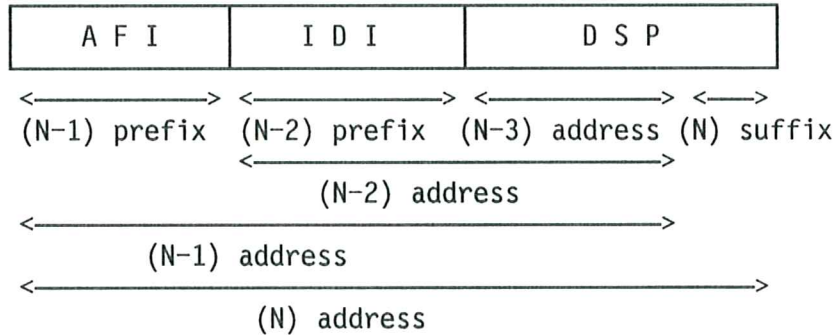 A F I I D I D S P
(N-1) prefix (N-2) prefix (N-3) address (N) suffix
(N-2) address
(N-1) address
(N) address